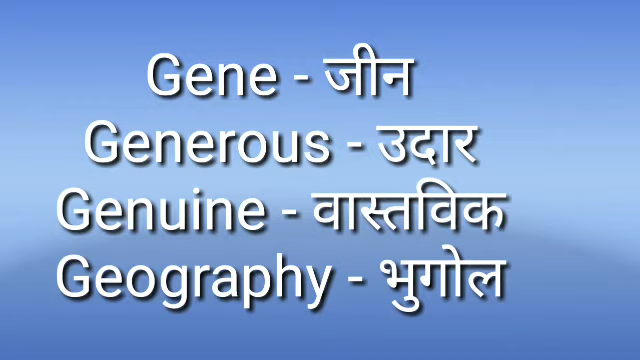 Gene - जीन
Generous - उदार
Genuine - वास्तविक
Geography - भुगोल